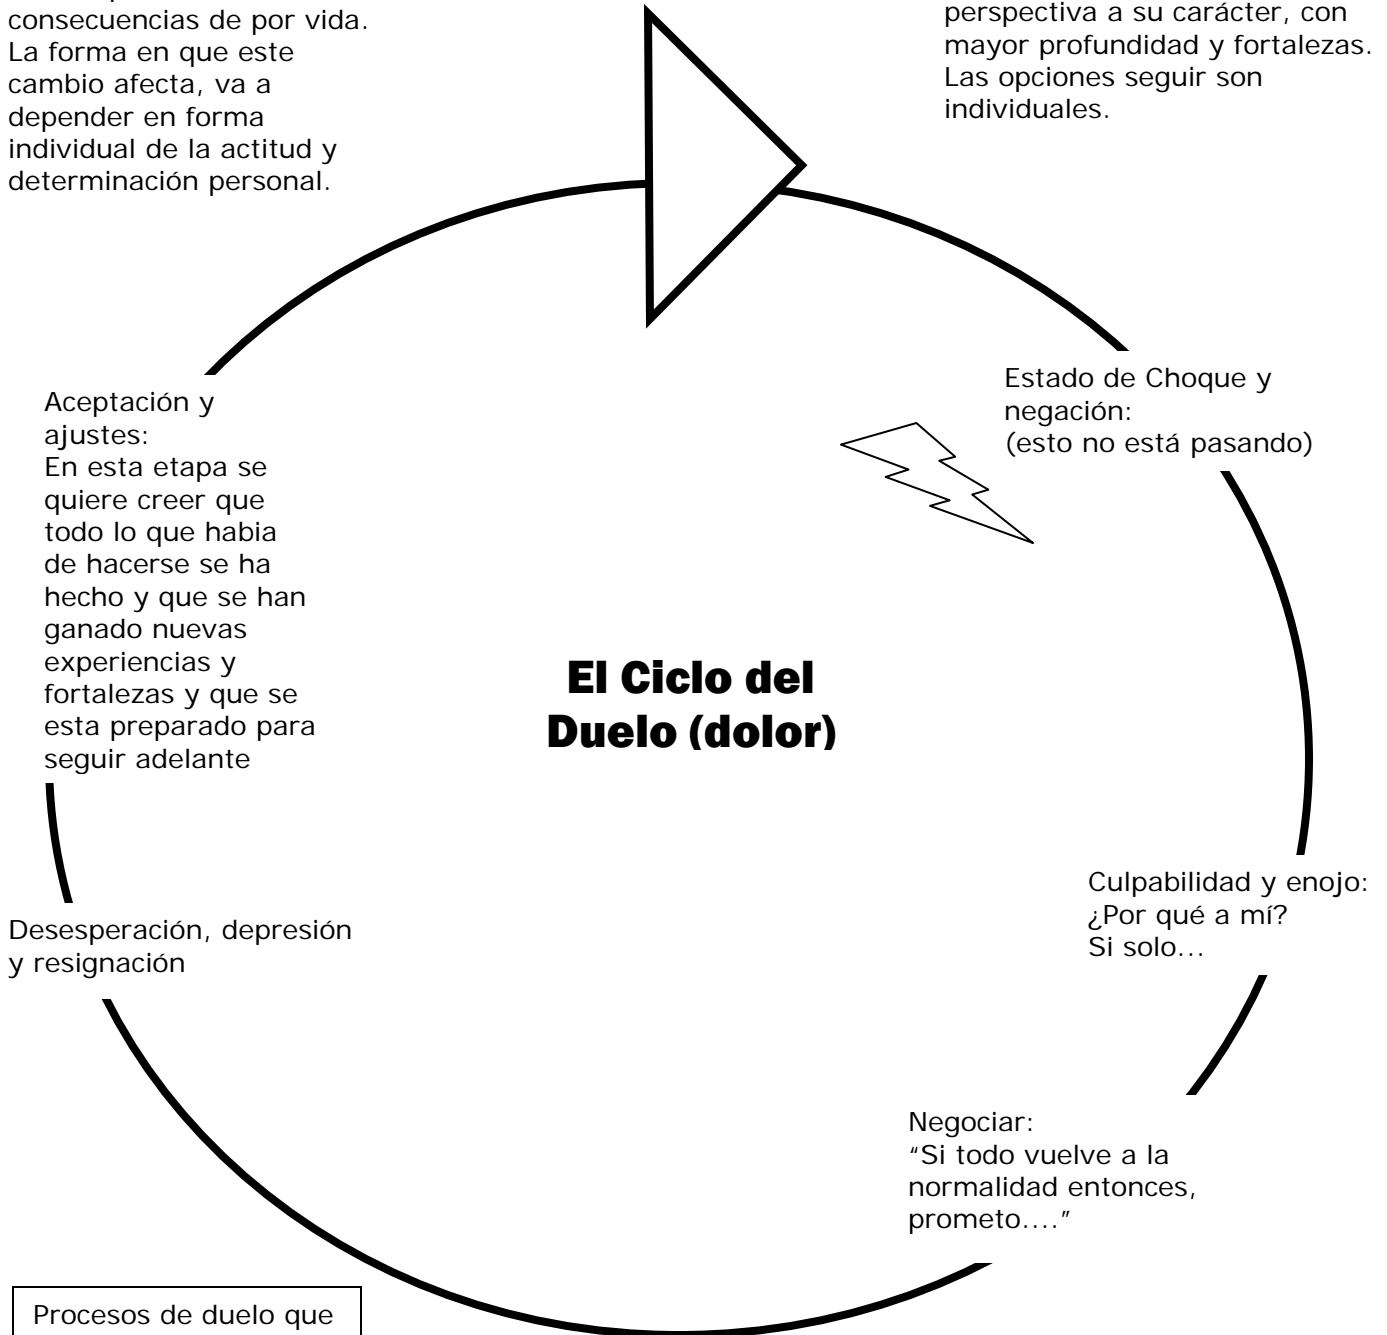 consecuencias de por vida.
La forma en que este
cambio afecta, va a
depender en forma
individual de la actitud y
determinación personal.
perspectiva a su carácter, con
mayor profundidad y fortalezas.
Las opciones seguir son
individuales.
Estado de Choque y
negación:
(esto no está pasando)
Aceptación y
ajustes:
En esta etapa se
quiere creer que
todo lo que habia
de hacerse se ha
hecho y que se han
ganado nuevas
experiencias y
fortalezas y que se
esta preparado para
seguir adelante
El Ciclo del
Duelo (dolor)
Culpabilidad y enojo:
¿Por qué a mí?
Si solo...
Desesperación, depresión
y resignación
Negociar:
“Si todo vuelve a la
normalidad entonces,
prometo....”
Procesos de duelo que